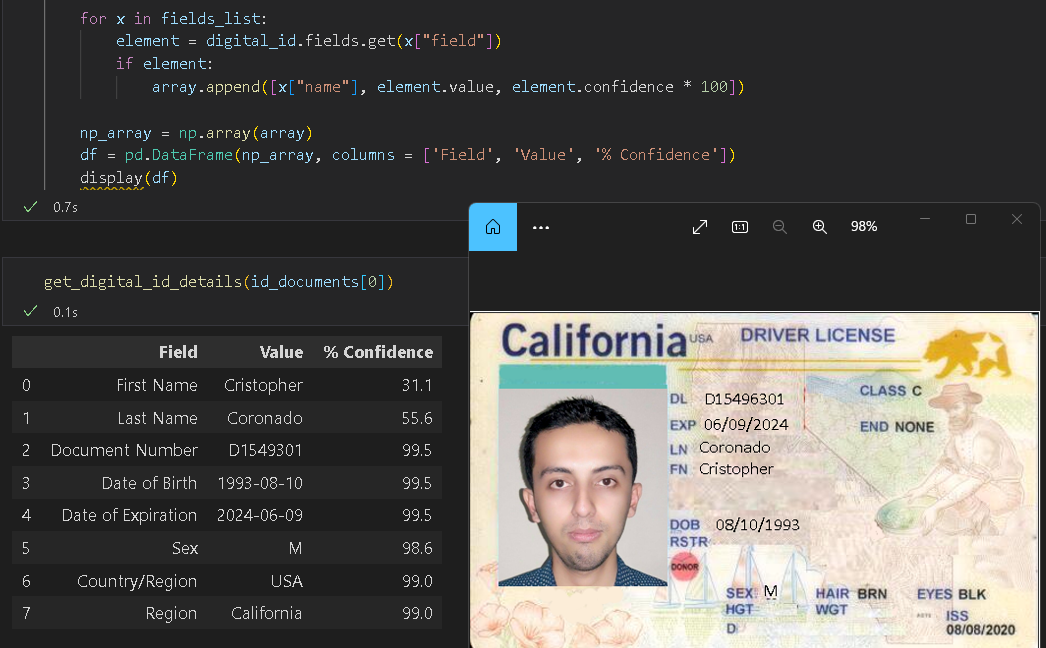 for x in fields_list:
element = digital_id.fields.get(x["field"])
if element:
array.append([x["name"], element.value, element.confidence * 100])
np_array = np.array(array)
df = pd.DataFrame(np_array, columns = ['Field', 'Value', '% Confidence'])
display(df)
0.7s
get_digital_id_details(id_documents[0])
0.1s
Field Value % Confidence
0 First Name Cristopher 31.1
1 Last Name Coronado 55.6
2 Document Number D1549301 99.5
3 Date of Birth 1993-08-10 99.5
4 Date of Expiration 2024-06-09 99.5
5 Sex M 98.6
6 Country/Region USA 99.0
7 Region California 99.0
1:1 98%
California USA DRIVER LICENSE
DL D15496301 CLASS C
EXP 06/09/2024 END NONE
LN Coronado
FN Cristopher
DOB 08/10/1993
RSTR
DONOR
SEX M HAIR BRN EYES BLK
HGT WGT ISS
D 08/08/2020